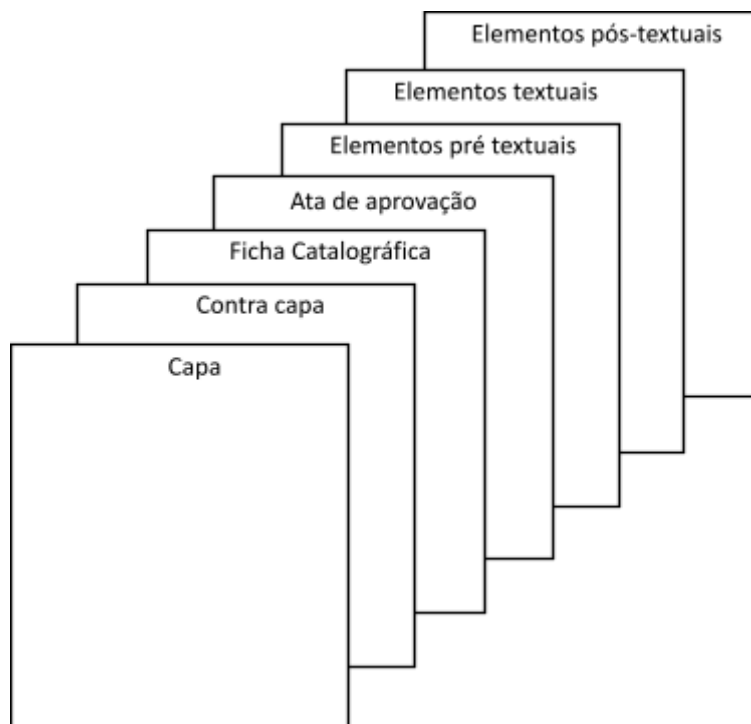 Elementos pós-textuais
Elementos textuais
Elementos pré textuais
Ata de aprovação
Ficha Catalográfica
Contra capa
Capa